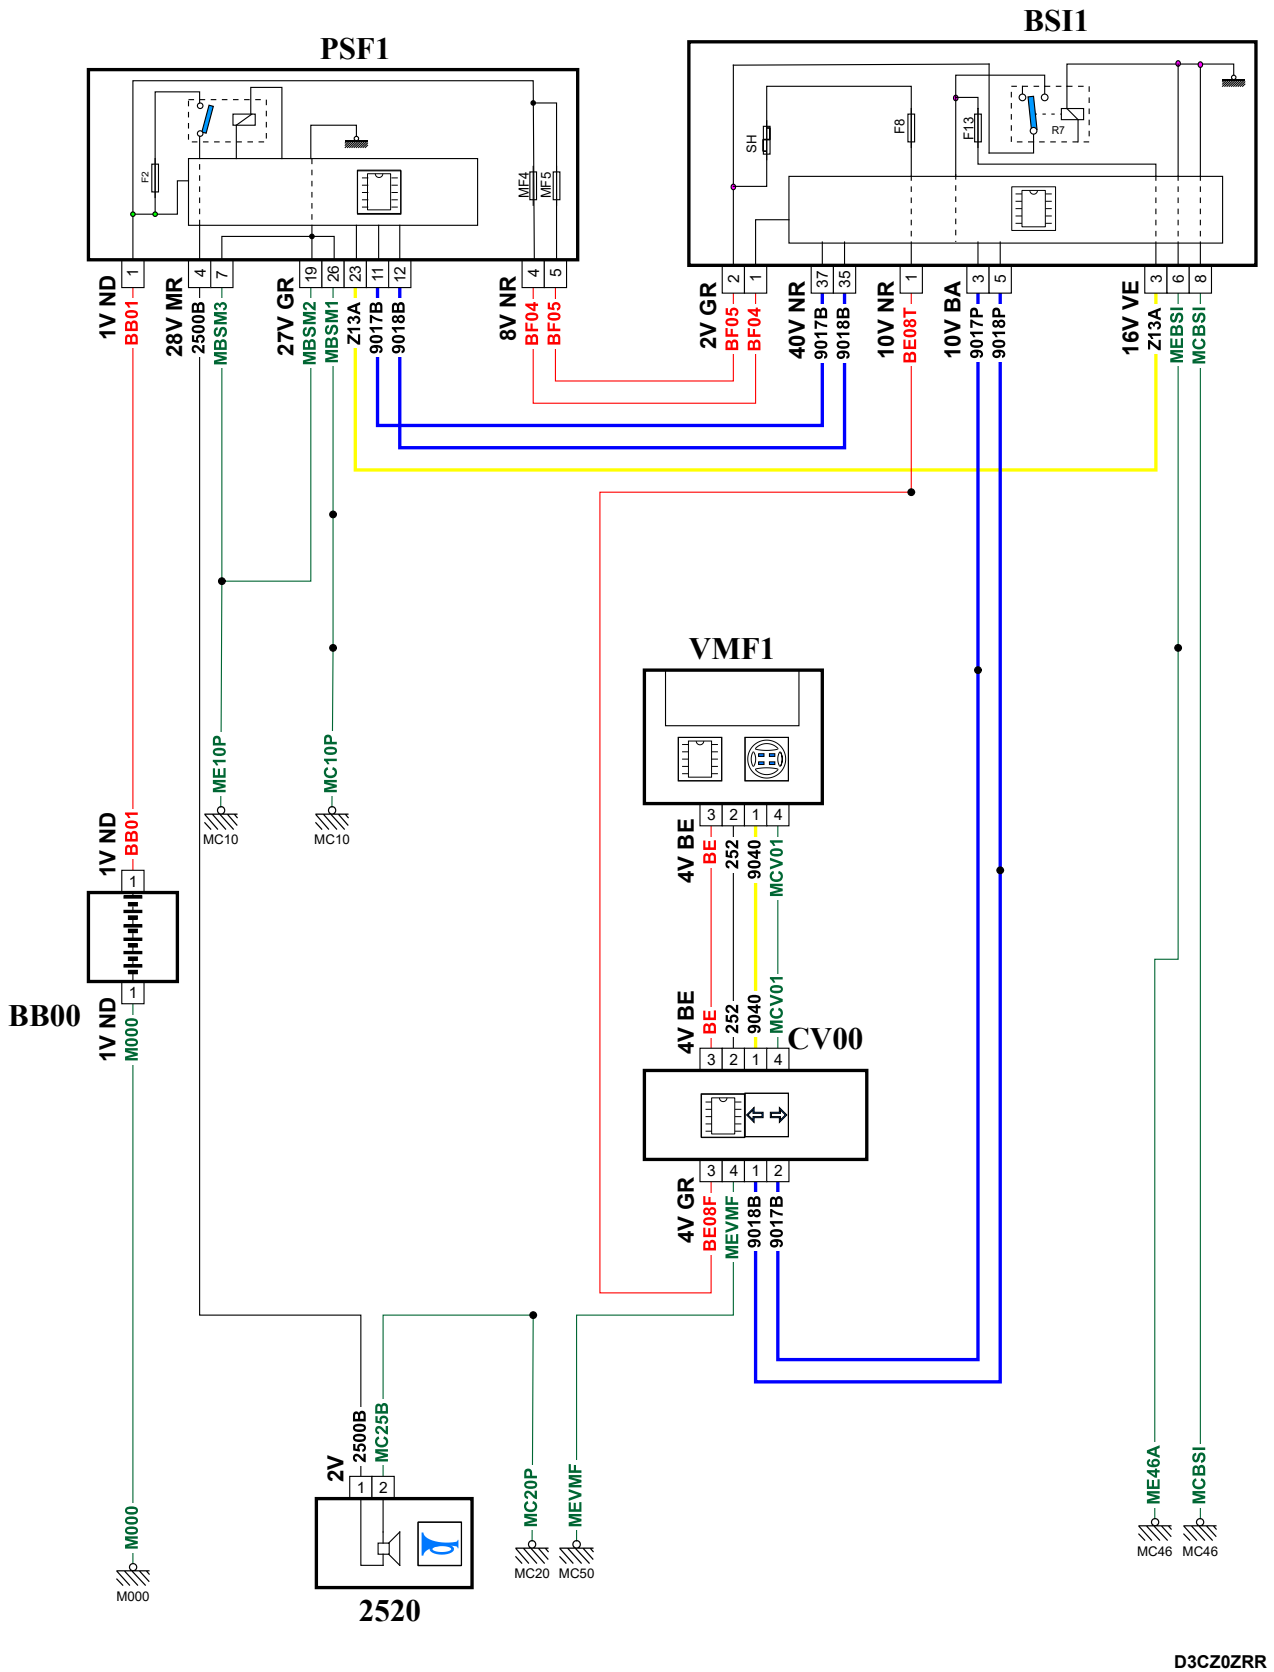 BSI1
PSF1
F2
MF4
MF5
SH
F8
F13
R7
1
4
7
19
26
23
11
12
4
5
2
1
37
35
1
3
5
3
6
8
1V ND
BB01
28V MR
2500B
MBSM3
27V GR
MBSM2
MBSM1
Z13A
9017B
9018B
8V NR
BF04
BF05
2V GR
BF05
BF04
40V NR
9017B
9018B
10V NR
BE08T
10V BA
9017P
9018P
16V VE
Z13A
MEBSI
MCBSI
VMF1
ME10P
MC10P
MC10
MC10
3
2
1
4
4V BE
BE
252
9040
MCV01
1V ND
BB01
1
BB00
1
1V ND
M000
4V BE
BE
252
9040
MCV01
CV00
3
2
1
4
3
4
1
2
4V GR
BE08F
MEVMF
9018B
9017B
2V
2500B
MC25B
1
2
2520
M000
M000
MC20P
MEVMF
MC20
MC50
ME46A
MCBSI
MC46
MC46
D3CZ0ZRR